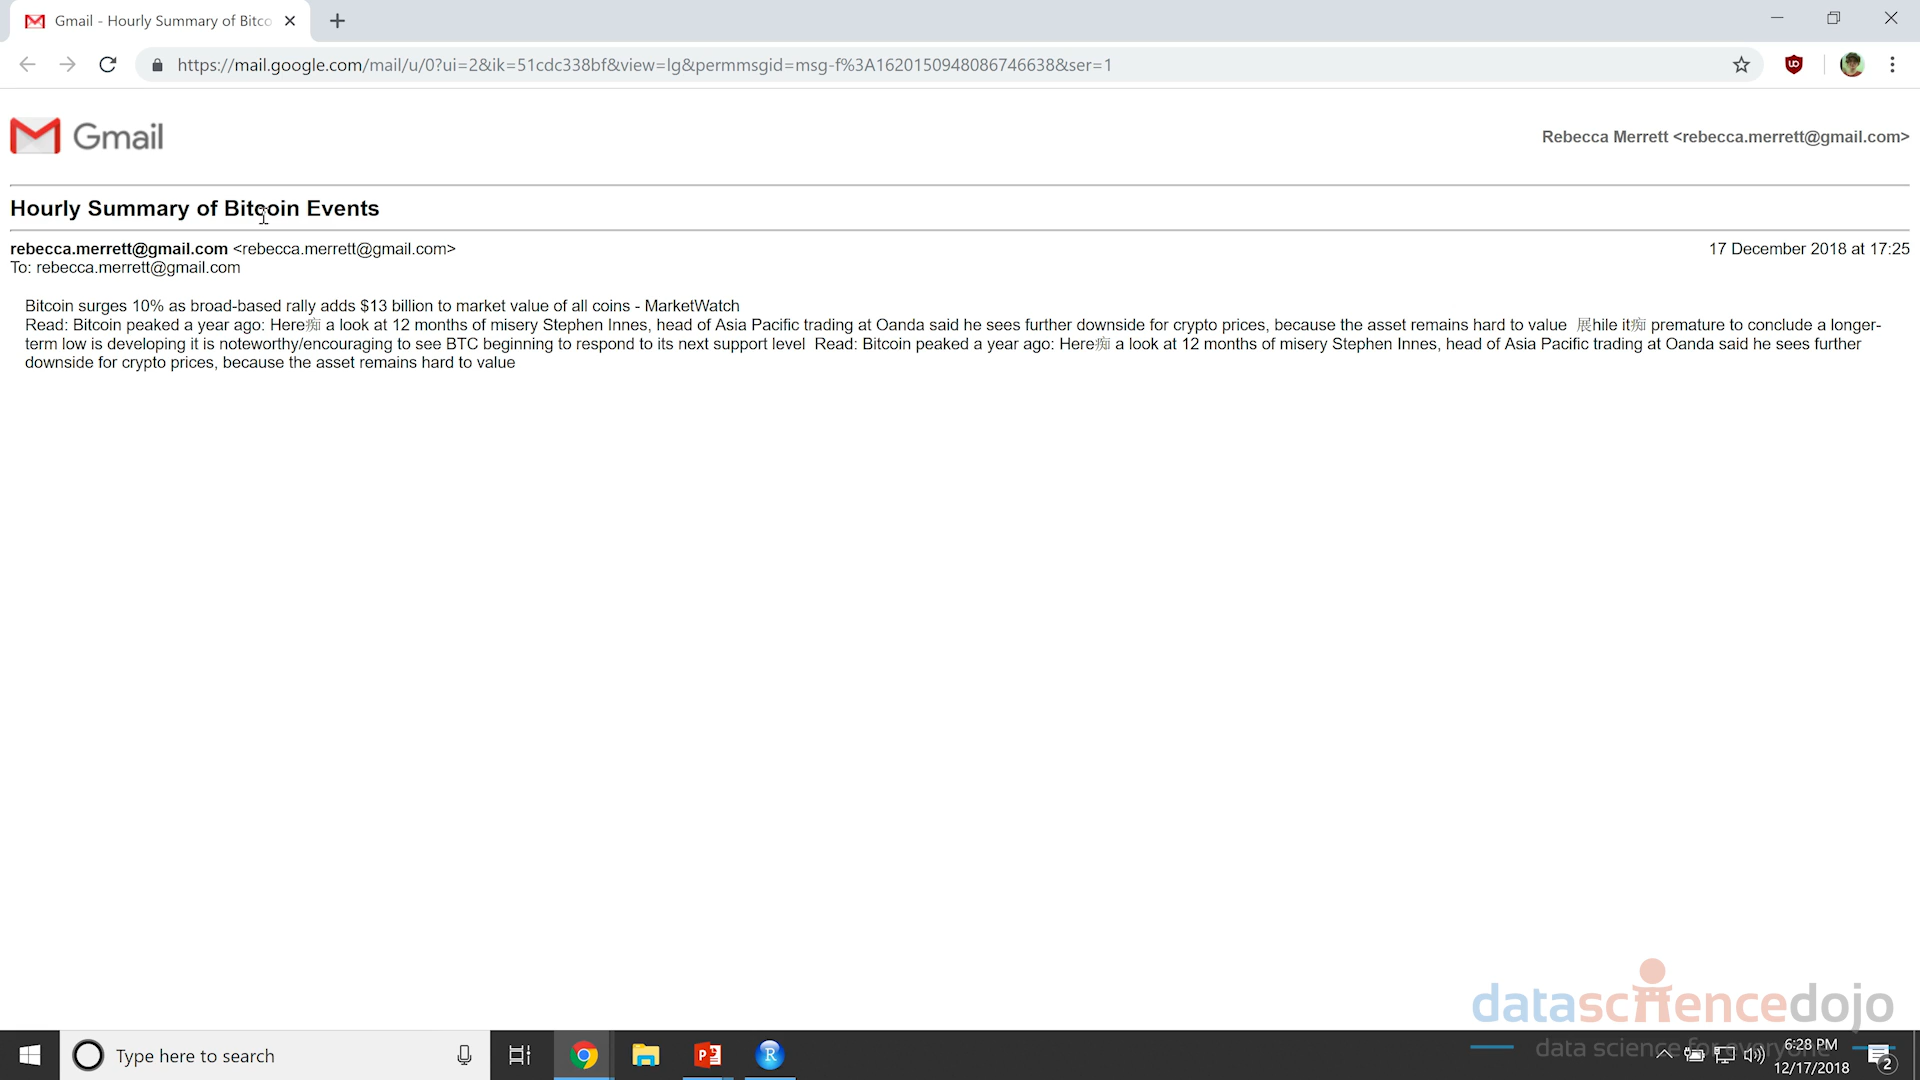 Gmail - Hourly Summary of Bitco
https://mail.google.com/mail/u/0?ui=2&ik=51cdc338bf&view=lg&permmsgid=msg-f%3A1620150948086746638&ser=1
Gmail
Rebecca Merrett <rebecca.merrett@gmail.com>
Hourly Summary of Bitcoin Events
rebecca.merrett@gmail.com <rebecca.merrett@gmail.com>
17 December 2018 at 17:25
To: rebecca.merrett@gmail.com
Bitcoin surges 10% as broad-based rally adds $13 billion to market value of all coins - MarketWatch
Read: Bitcoin peaked a year ago: Here痴 a look at 12 months of misery Stephen Innes, head of Asia Pacific trading at Oanda said he sees further downside for crypto prices, because the asset remains hard to value 展hile it痴 premature to conclude a longer-
term low is developing it is noteworthy/encouraging to see BTC beginning to respond to its next support level Read: Bitcoin peaked a year ago: Here痴 a look at 12 months of misery Stephen Innes, head of Asia Pacific trading at Oanda said he sees further
downside for crypto prices, because the asset remains hard to value
datasciencedojo
data science for everyone
Type here to search
6:28 PM
12/17/2018
2